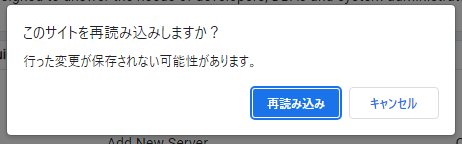 このサイトを再読み込みしますか？
行った変更が保存されない可能性があります。
再読み込み
キャンセル
Add New Server